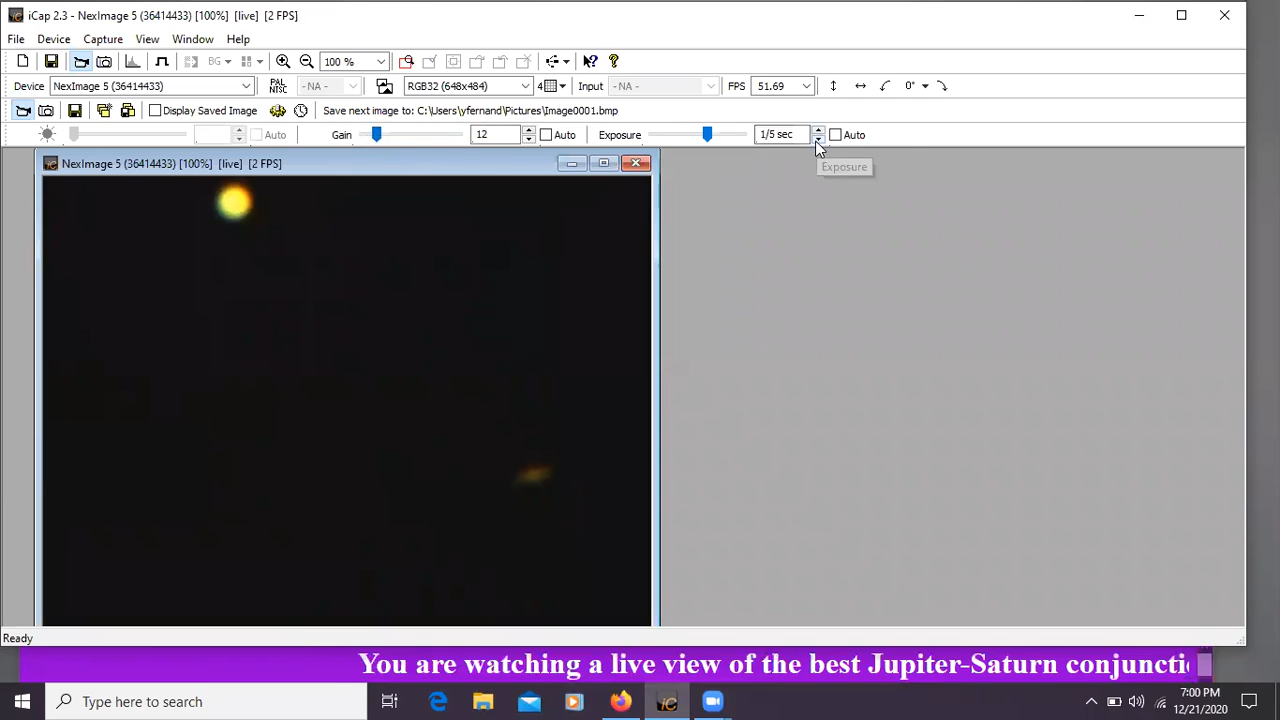 iCap 2.3 - NexImage 5 (36414433) [100%] [live] [2 FPS]
File Device Capture View Window Help
BG 100 %
Device NexImage 5 (36414433) PAL NTSC - NA - RGB32 (648x484) 4 Input - NA - FPS 51.69 0°
Display Saved Image Save next image to: C:\Users\yfernand\Pictures\Image0001.bmp
Auto Gain 12 Auto Exposure 1/5 sec Auto
Exposure
NexImage 5 (36414433) [live] [2 FPS]
Ready
You are watching a live view of the best Jupiter-Saturn conjunctic
Type here to search
iC
7:00 PM
12/21/2020